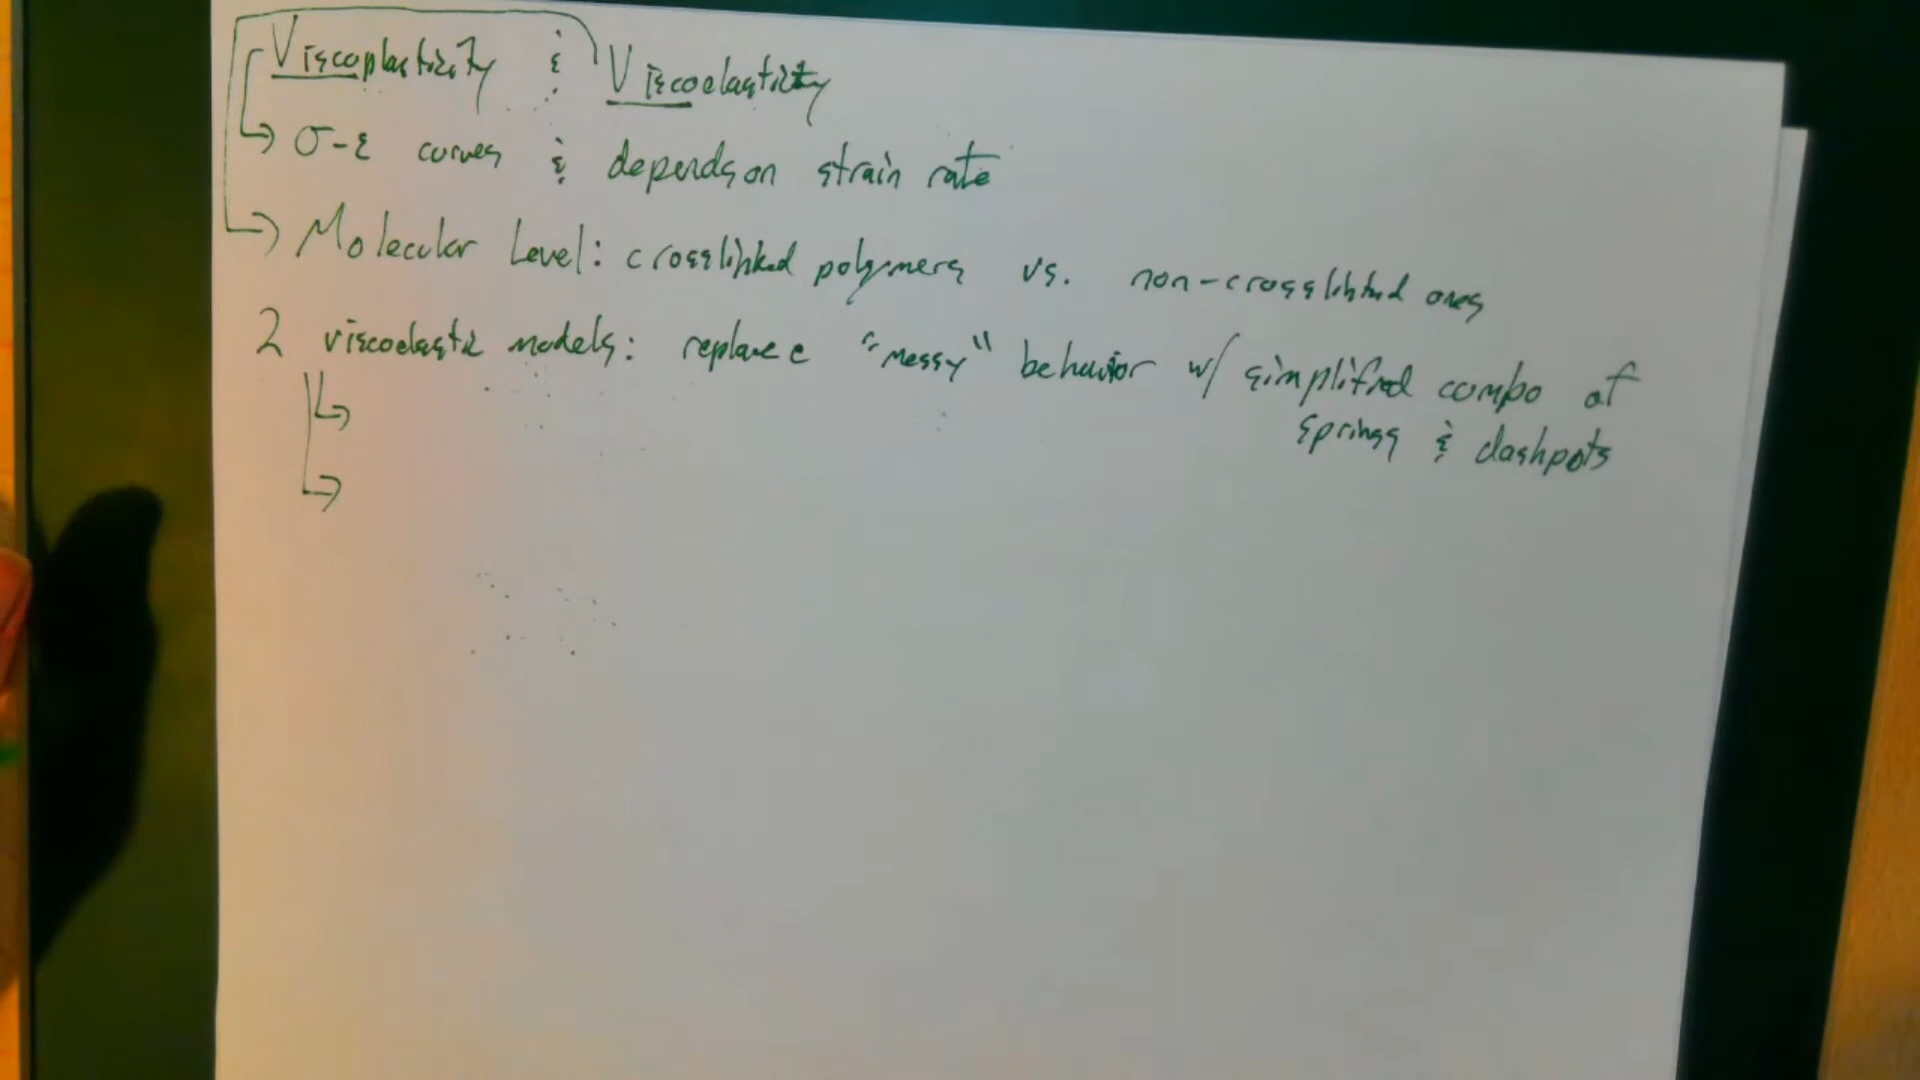 Viscoplasticity & Viscoelasticity
↳ σ-ε curves & depends on strain rate
↳ Molecular Level: crosslinked polymers vs. non-crosslinked ones
2 viscoelastic models: replace "messy" behavior w/ simplified combo of
springs & dashpots
↳
↳